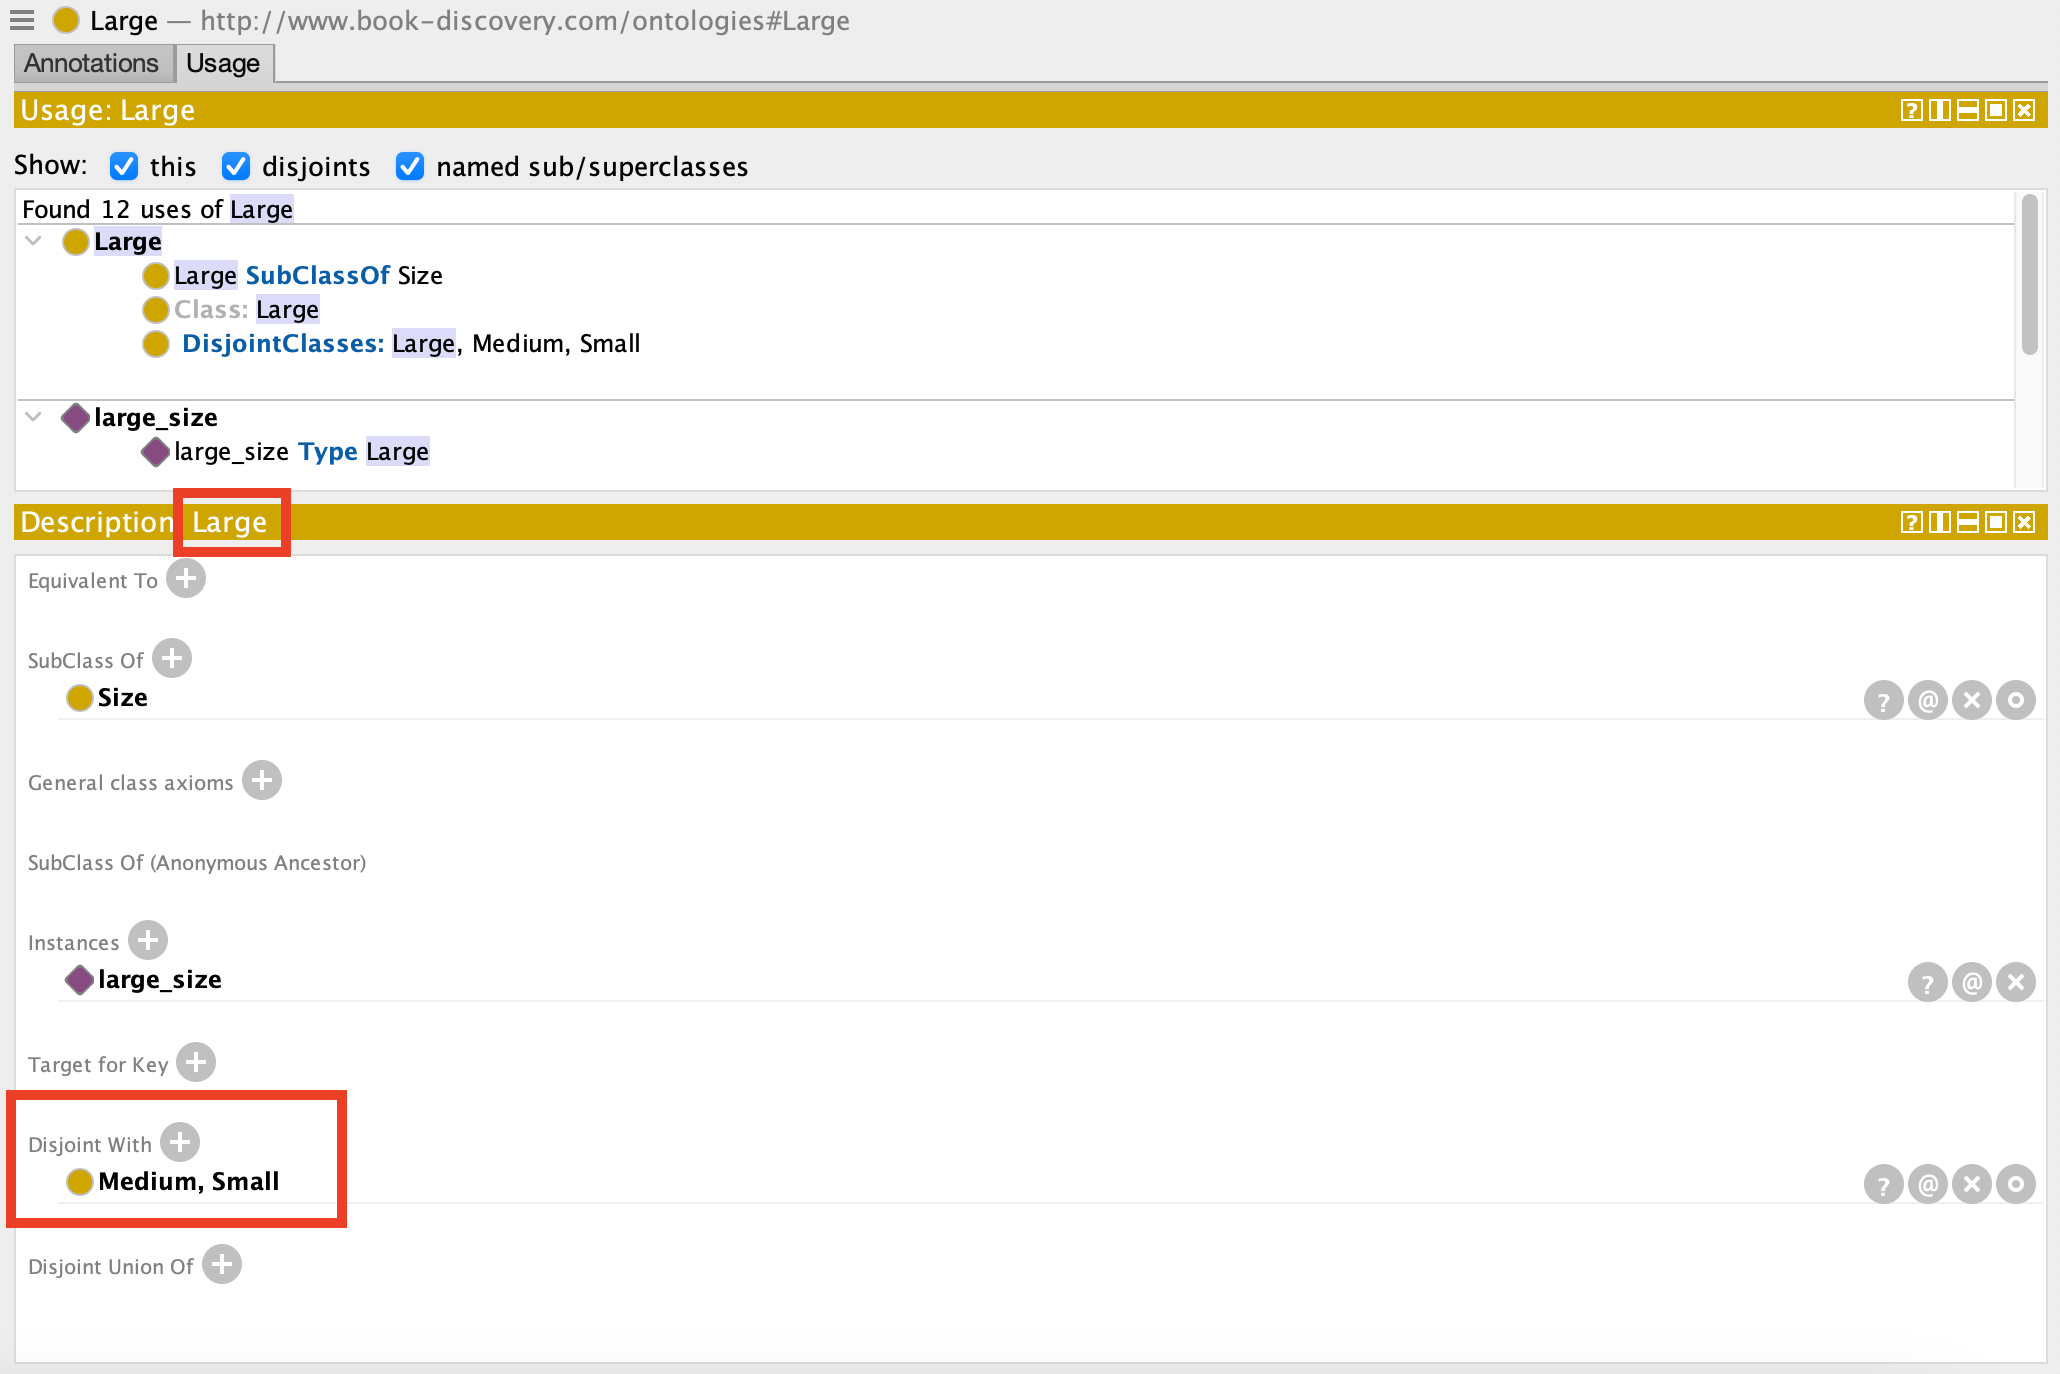 Large — http://www.book-discovery.com/ontologies#Large
Annotations Usage
Usage: Large
Show: this disjoints named sub/superclasses
Found 12 uses of Large
Large
Large SubClassOf Size
Class: Large
DisjointClasses: Large, Medium, Small
large_size
large_size Type Large
Description Large
Equivalent To
SubClass Of
Size
General class axioms
SubClass Of (Anonymous Ancestor)
Instances
large_size
Target for Key
Disjoint With
Medium, Small
Disjoint Union Of